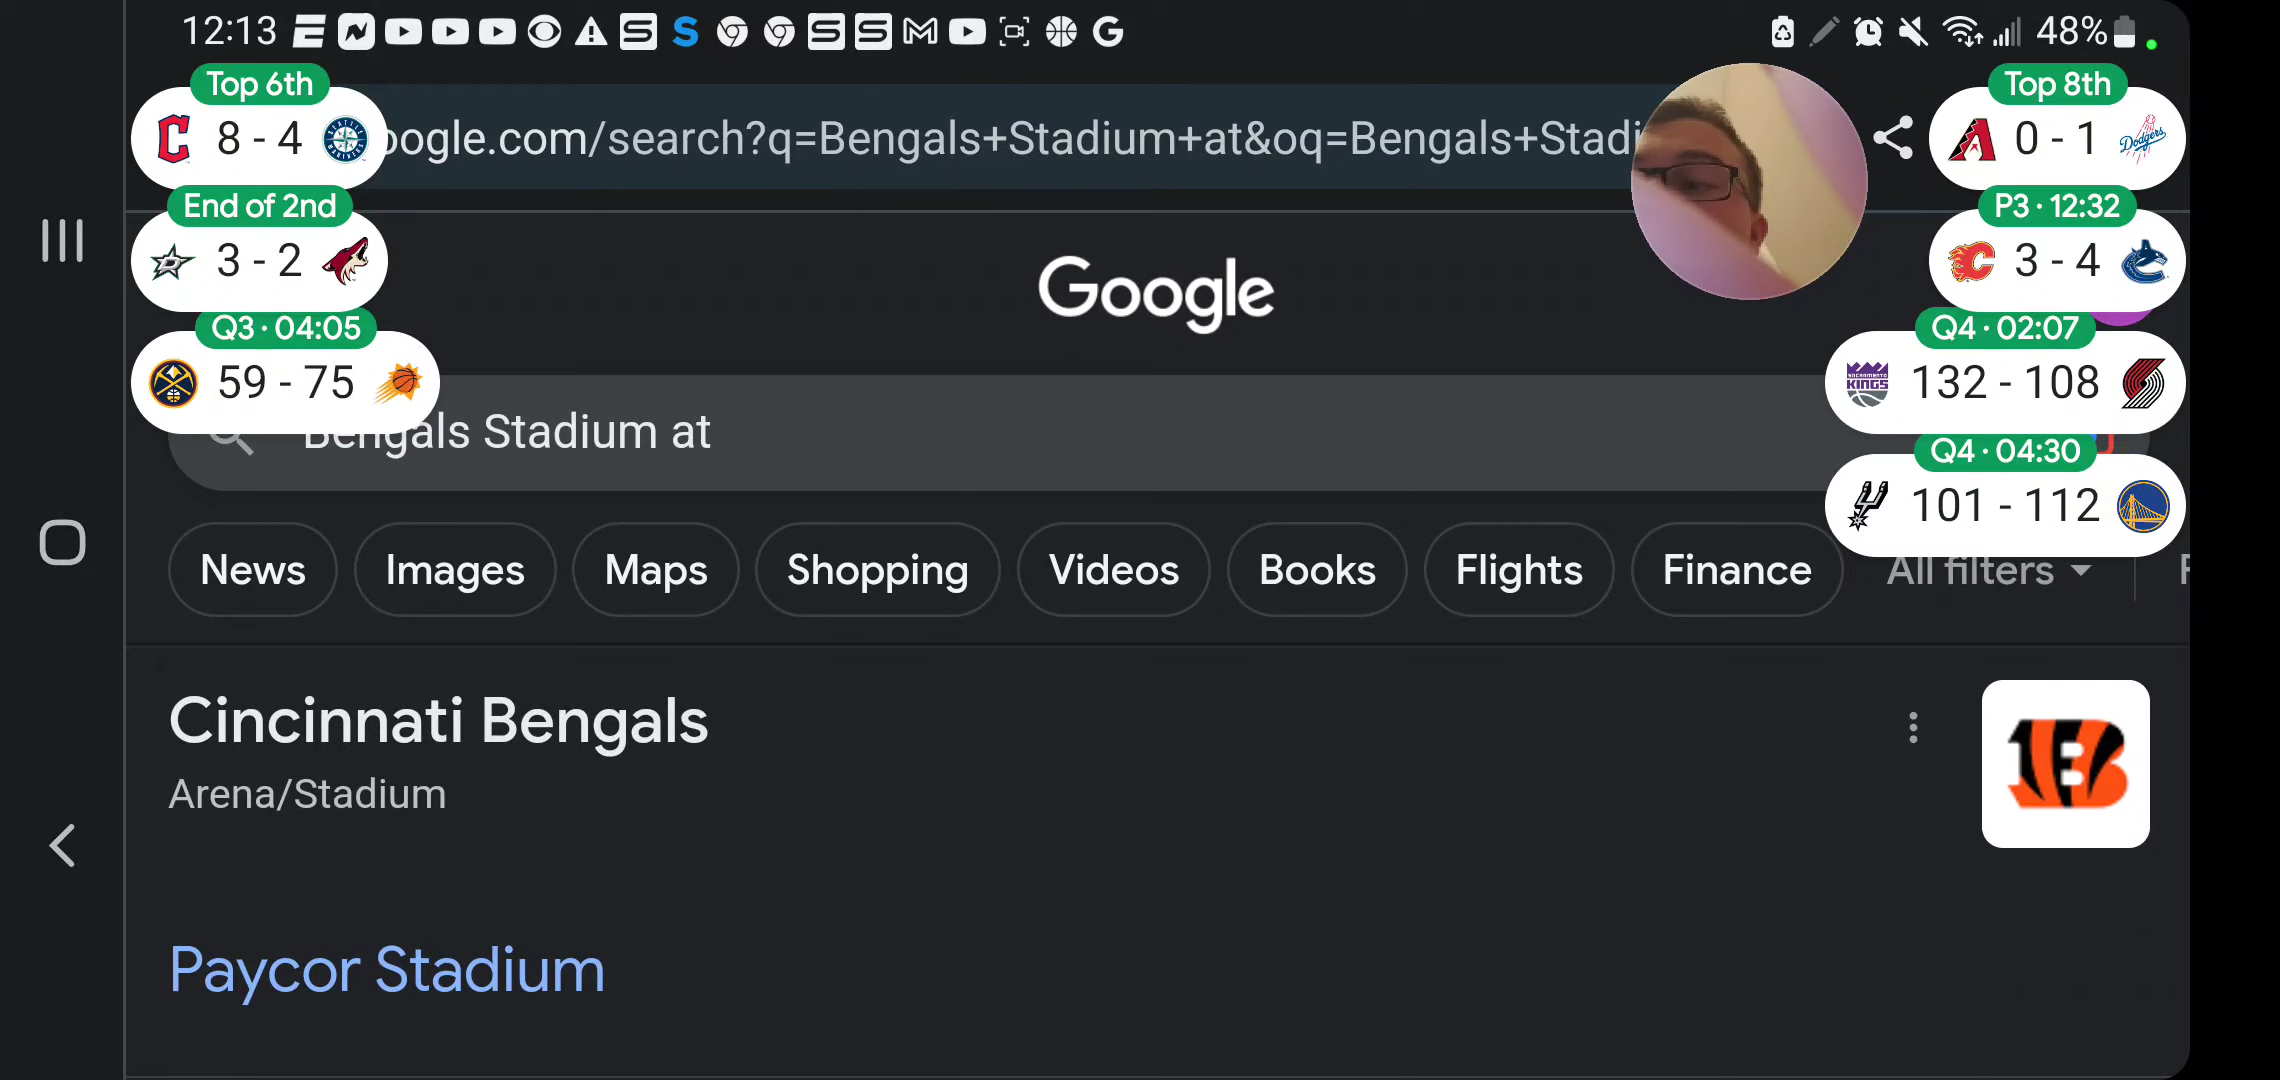 12:13
48%
Top 6th
8 - 4
oogle.com/search?q=Bengals+Stadium+at&oq=Bengals+Stadi
Top 8th
0 - 1
Dodgers
End of 2nd
3 - 2
P3 · 12:32
3 - 4
Google
Q3 · 04:05
59 - 75
Q4 · 02:07
KINGS
132 - 108
Bengals Stadium at
Q4 · 04:30
101 - 112
News Images Maps Shopping Videos Books Flights Finance All filters
Cincinnati Bengals
Arena/Stadium
Paycor Stadium